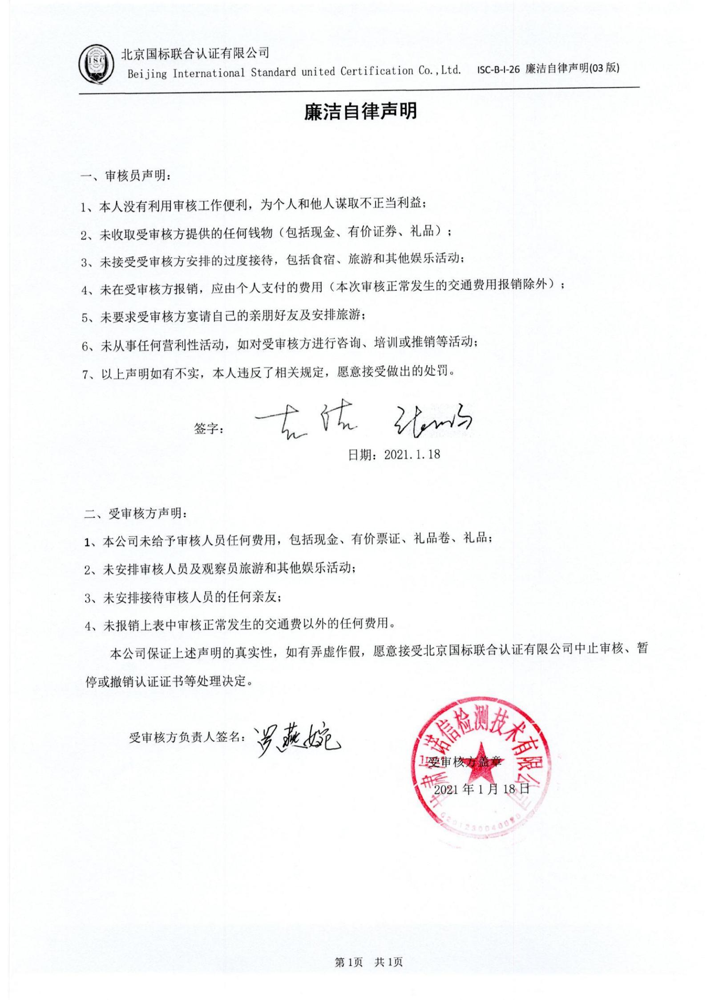 ISC
北京国标联合认证有限公司
Beijing International Standard united Certification Co.,Ltd. ISC-B-I-26 廉洁自律声明(03版)
廉洁自律声明
一、审核员声明：
1、本人没有利用审核工作便利，为个人和他人谋取不正当利益；
2、未收取受审核方提供的任何钱物（包括现金、有价证券、礼品）；
3、未接受受审核方安排的过度接待，包括食宿、旅游和其他娱乐活动；
4、未在受审核方报销，应由个人支付的费用（本次审核正常发生的交通费用报销除外）；
5、未要求受审核方宴请自己的亲朋好友及安排旅游；
6、未从事任何营利性活动，如对受审核方进行咨询、培训或推销等活动；
7、以上声明如有不实，本人违反了相关规定，愿意接受做出的处罚。
签字： 吉洁
日期：2021.1.18
二、受审核方声明：
1、本公司未给予审核人员任何费用，包括现金、有价票证、礼品卷、礼品；
2、未安排审核人员及观察员旅游和其他娱乐活动；
3、未安排接待审核人员的任何亲友；
4、未报销上表中审核正常发生的交通费以外的任何费用。
本公司保证上述声明的真实性，如有弄虚作假，愿意接受北京国标联合认证有限公司中止审核、暂
停或撤销认证证书等处理决定。
受审核方负责人签名：罗燕婉
甘肃 诺信检测技术有限公司
受审核方盖章
2021年1月18日
第1页 共1页